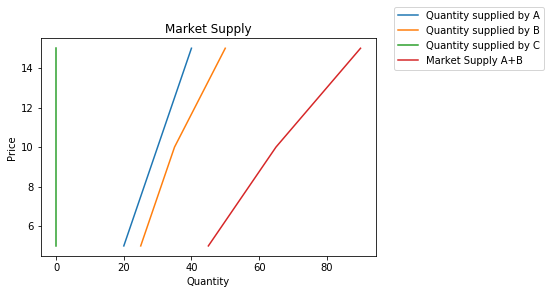 Market Supply
Quantity supplied by A
Quantity supplied by B
Quantity supplied by C
Market Supply A+B
Price
14
12
10
8
6
0 20 40 60 80
Quantity